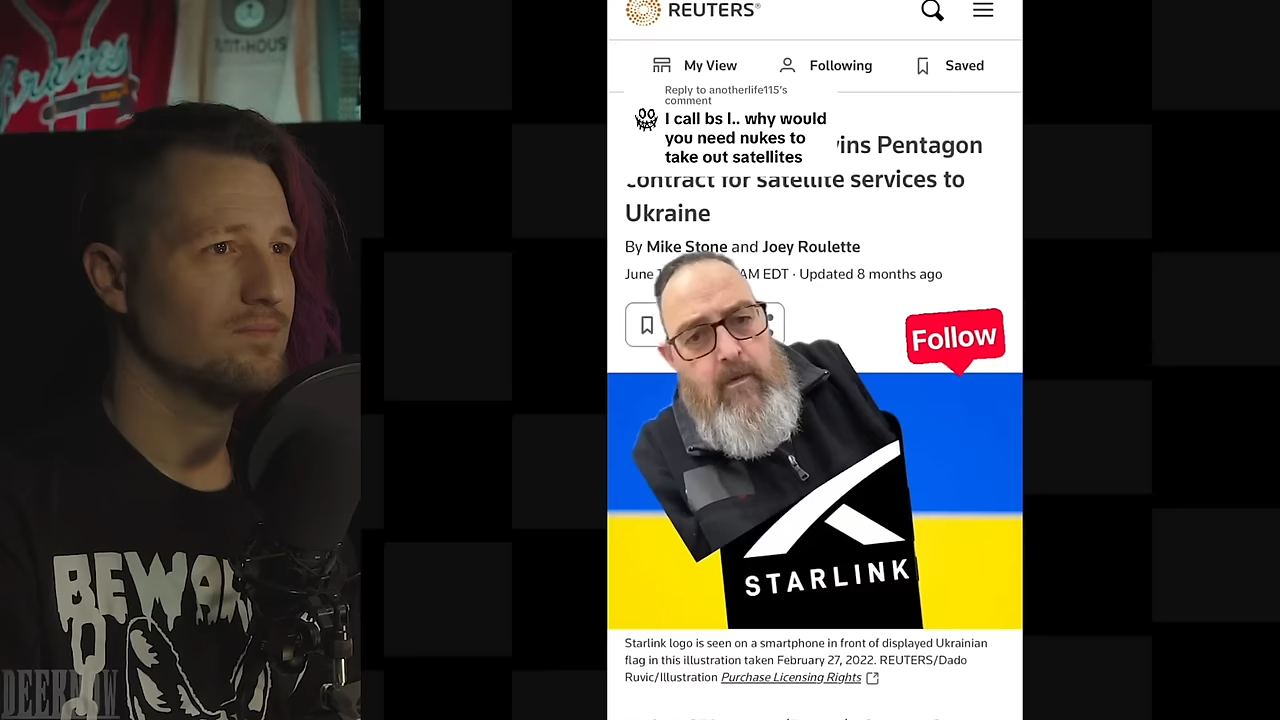 Braves
BEWAR
O
DEEKNOW
REUTERS®
My View
Following
Saved
Reply to anotherlife115's
comment
I call bs l.. why would
you need nukes to
take out satellites
ins Pentagon
contract for satellite services to
Ukraine
By Mike Stone and Joey Roulette
June AM EDT · Updated 8 months ago
Follow
STARLINK
Starlink logo is seen on a smartphone in front of displayed Ukrainian
flag in this illustration taken February 27, 2022. REUTERS/Dado
Ruvic/Illustration Purchase Licensing Rights